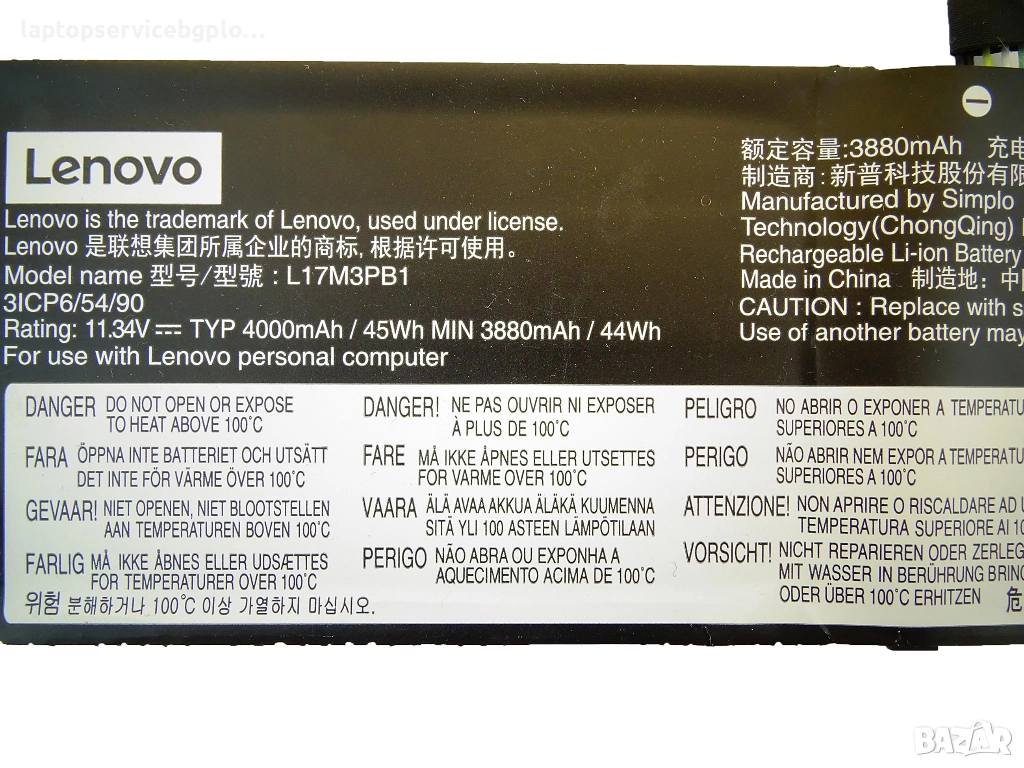 laptopservicebgplo...
Lenovo
Lenovo is the trademark of Lenovo, used under license.
Lenovo 是联想集团所属企业的商标, 根据许可使用。
Model name 型号/型號 : L17M3PB1
3ICP6/54/90
Rating: 11.34V⎓ TYP 4000mAh / 45Wh MIN 3880mAh / 44Wh
For use with Lenovo personal computer
额定容量:3880mAh 充电
制造商:新普科技股份有限
Manufactured by Simplo
Technology(ChongQing)
Rechargeable Li-ion Battery
Made in China 制造地: 中
CAUTION : Replace with s
Use of another battery may
DANGER DO NOT OPEN OR EXPOSE
TO HEAT ABOVE 100°C
FARA ÖPPNA INTE BATTERIET OCH UTSÄTT
DET INTE FÖR VÄRME ÖVER 100°C
GEVAAR! NIET OPENEN, NIET BLOOTSTELLEN
AAN TEMPERATUREN BOVEN 100°C
FARLIG MÅ IKKE ÅBNES ELLER UDSÆTTES
FOR TEMPERATURER OVER 100°C
위험 분해하거나 100°C 이상 가열하지 마십시오.
DANGER! NE PAS OUVRIR NI EXPOSER
À PLUS DE 100°C
FARE MÅ IKKE ÅPNES ELLER UTSETTES
FOR VARME OVER 100°C
VAARA ÄLÄ AVAA AKKUA ÄLÄKÄ KUUMENNA
SITÄ YLI 100 ASTEEN LÄMPÖTILAAN
PERIGO NÃO ABRA OU EXPONHA A
AQUECIMENTO ACIMA DE 100°C
PELIGRO NO ABRIR O EXPONER A TEMPERATU
SUPERIORES A 100°C
PERIGO NÃO ABRIR NEM EXPOR A TEMPERATU
SUPERIORES A 100°C
ATTENZIONE! NON APRIRE O RISCALDARE AD U
TEMPERATURA SUPERIORE AI 10
VORSICHT! NICHT REPARIEREN ODER ZERLEG
MIT WASSER IN BERÜHRUNG BRING
ODER ÜBER 100°C ERHITZEN 危
BAZAR